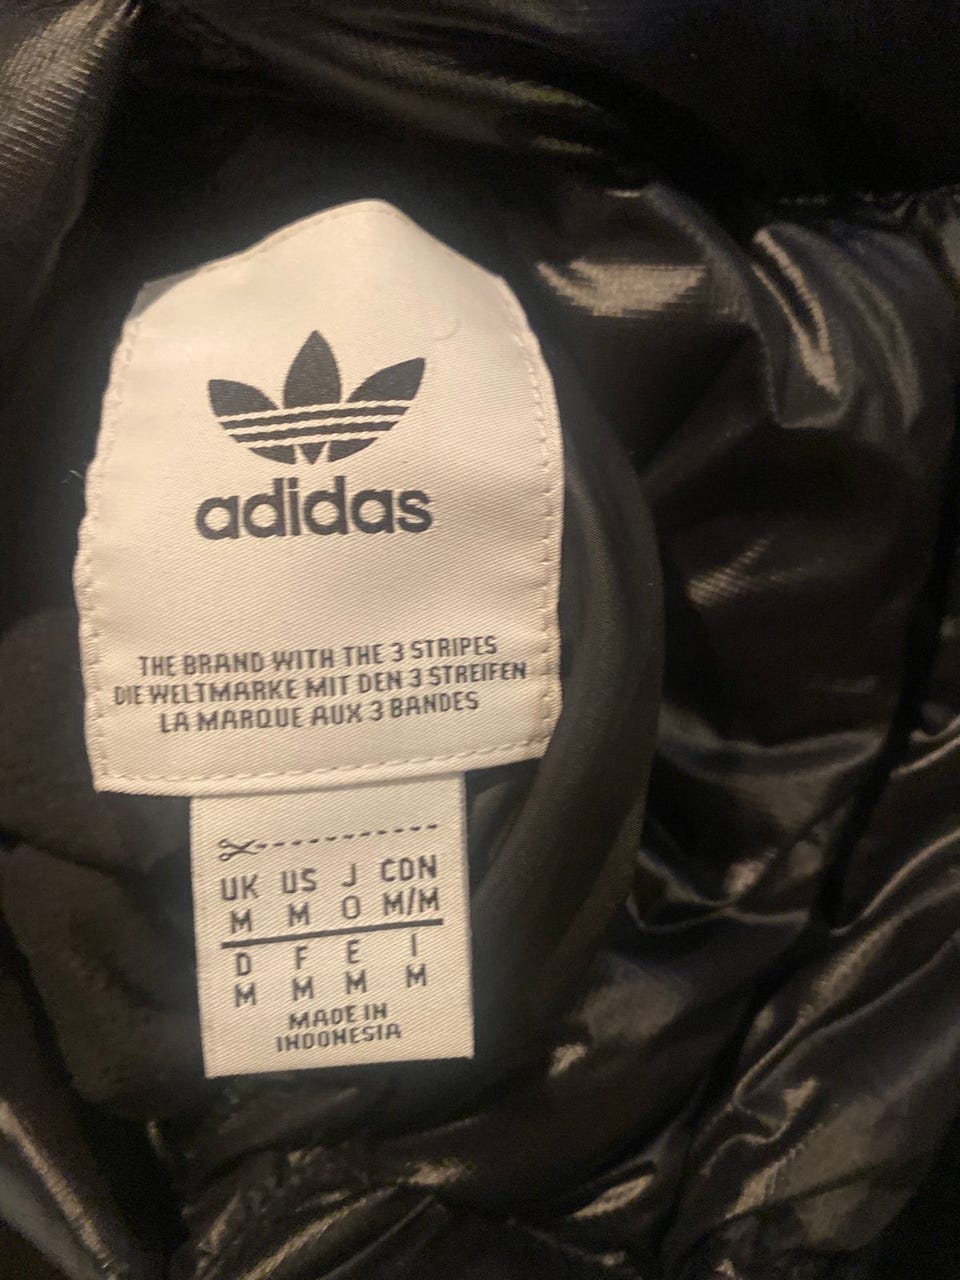 adidas
THE BRAND WITH THE 3 STRIPES
DIE WELTMARKE MIT DEN 3 STREIFEN
LA MARQUE AUX 3 BANDES
UK US J CDN
M M O M/M
D F E I
M M M M
MADE IN
INDONESIA